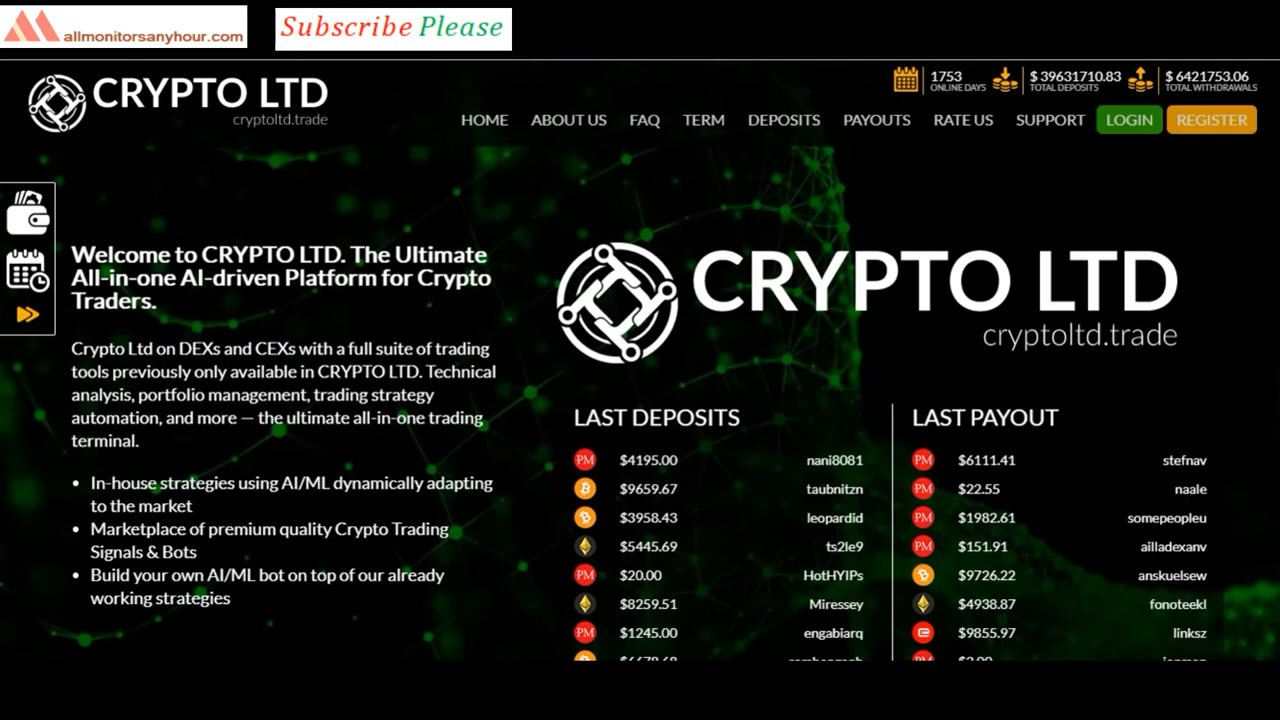 allmonitorsanyhour.com
Subscribe Please
CRYPTO LTD
cryptoltd.trade
1753
ONLINE DAYS
$ 39631710.83
TOTAL DEPOSITS
$ 6421753.06
TOTAL WITHDRAWALS
HOME ABOUT US FAQ TERM DEPOSITS PAYOUTS RATE US SUPPORT LOGIN REGISTER
Welcome to CRYPTO LTD. The Ultimate
All-in-one AI-driven Platform for Crypto
Traders.
Crypto Ltd on DEXs and CEXs with a full suite of trading
tools previously only available in CRYPTO LTD. Technical
analysis, portfolio management, trading strategy
automation, and more — the ultimate all-in-one trading
terminal.
• In-house strategies using AI/ML dynamically adapting
to the market
• Marketplace of premium quality Crypto Trading
Signals & Bots
• Build your own AI/ML bot on top of our already
working strategies
CRYPTO LTD
cryptoltd.trade
LAST DEPOSITS
PM $4195.00 nani8081
$9659.67 taubnitzn
$3958.43 leopardid
$5445.69 ts2le9
PM $20.00 HotHYIPs
$8259.51 Miressey
PM $1245.00 engabiarq
LAST PAYOUT
PM $6111.41 stefnav
PM $22.55 naale
PM $1982.61 somepeopleu
PM $151.91 ailladexanv
$9726.22 anskuelsew
$4938.87 fonoteekl
$9855.97 linksz